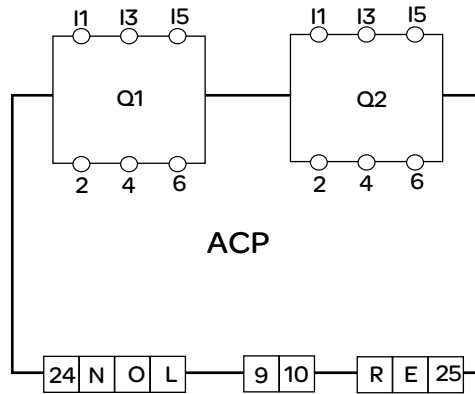 I1 I3 I5 I1 I3 I5
Q1 Q2
2 4 6 2 4 6
ACP
24 N O L 9 10 R E 25